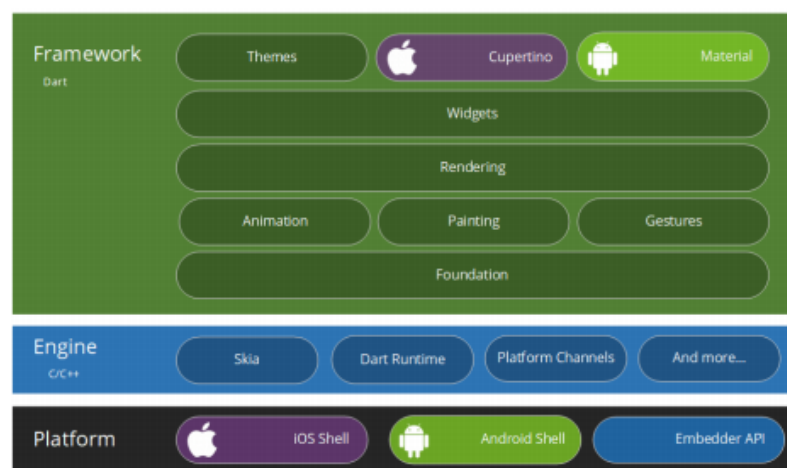 Framework
Dart
Themes
Cupertino
Material
Widgets
Rendering
Animation
Painting
Gestures
Foundation
Engine
C/C++
Skia
Dart Runtime
Platform Channels
And more...
Platform
iOS Shell
Android Shell
Embedder API